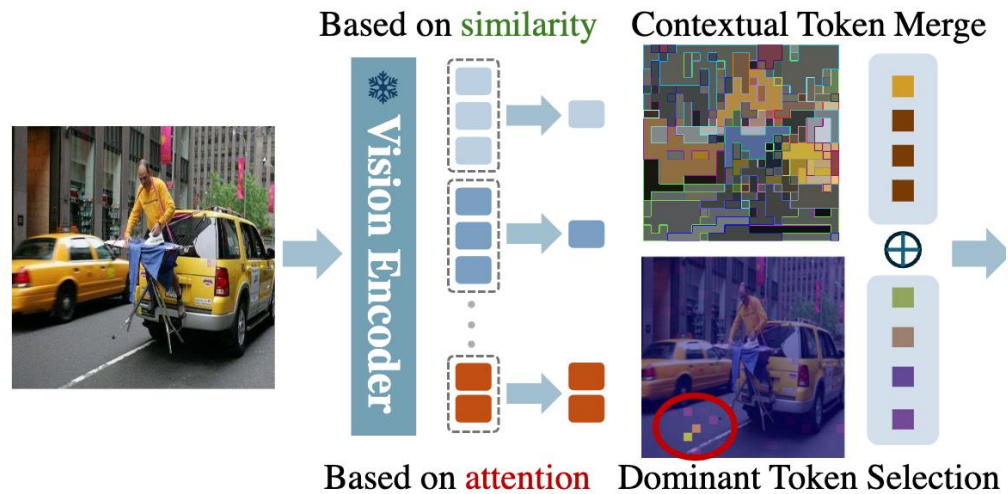 Based on similarity
Contextual Token Merge
Vision Encoder
Based on attention
Dominant Token Selection